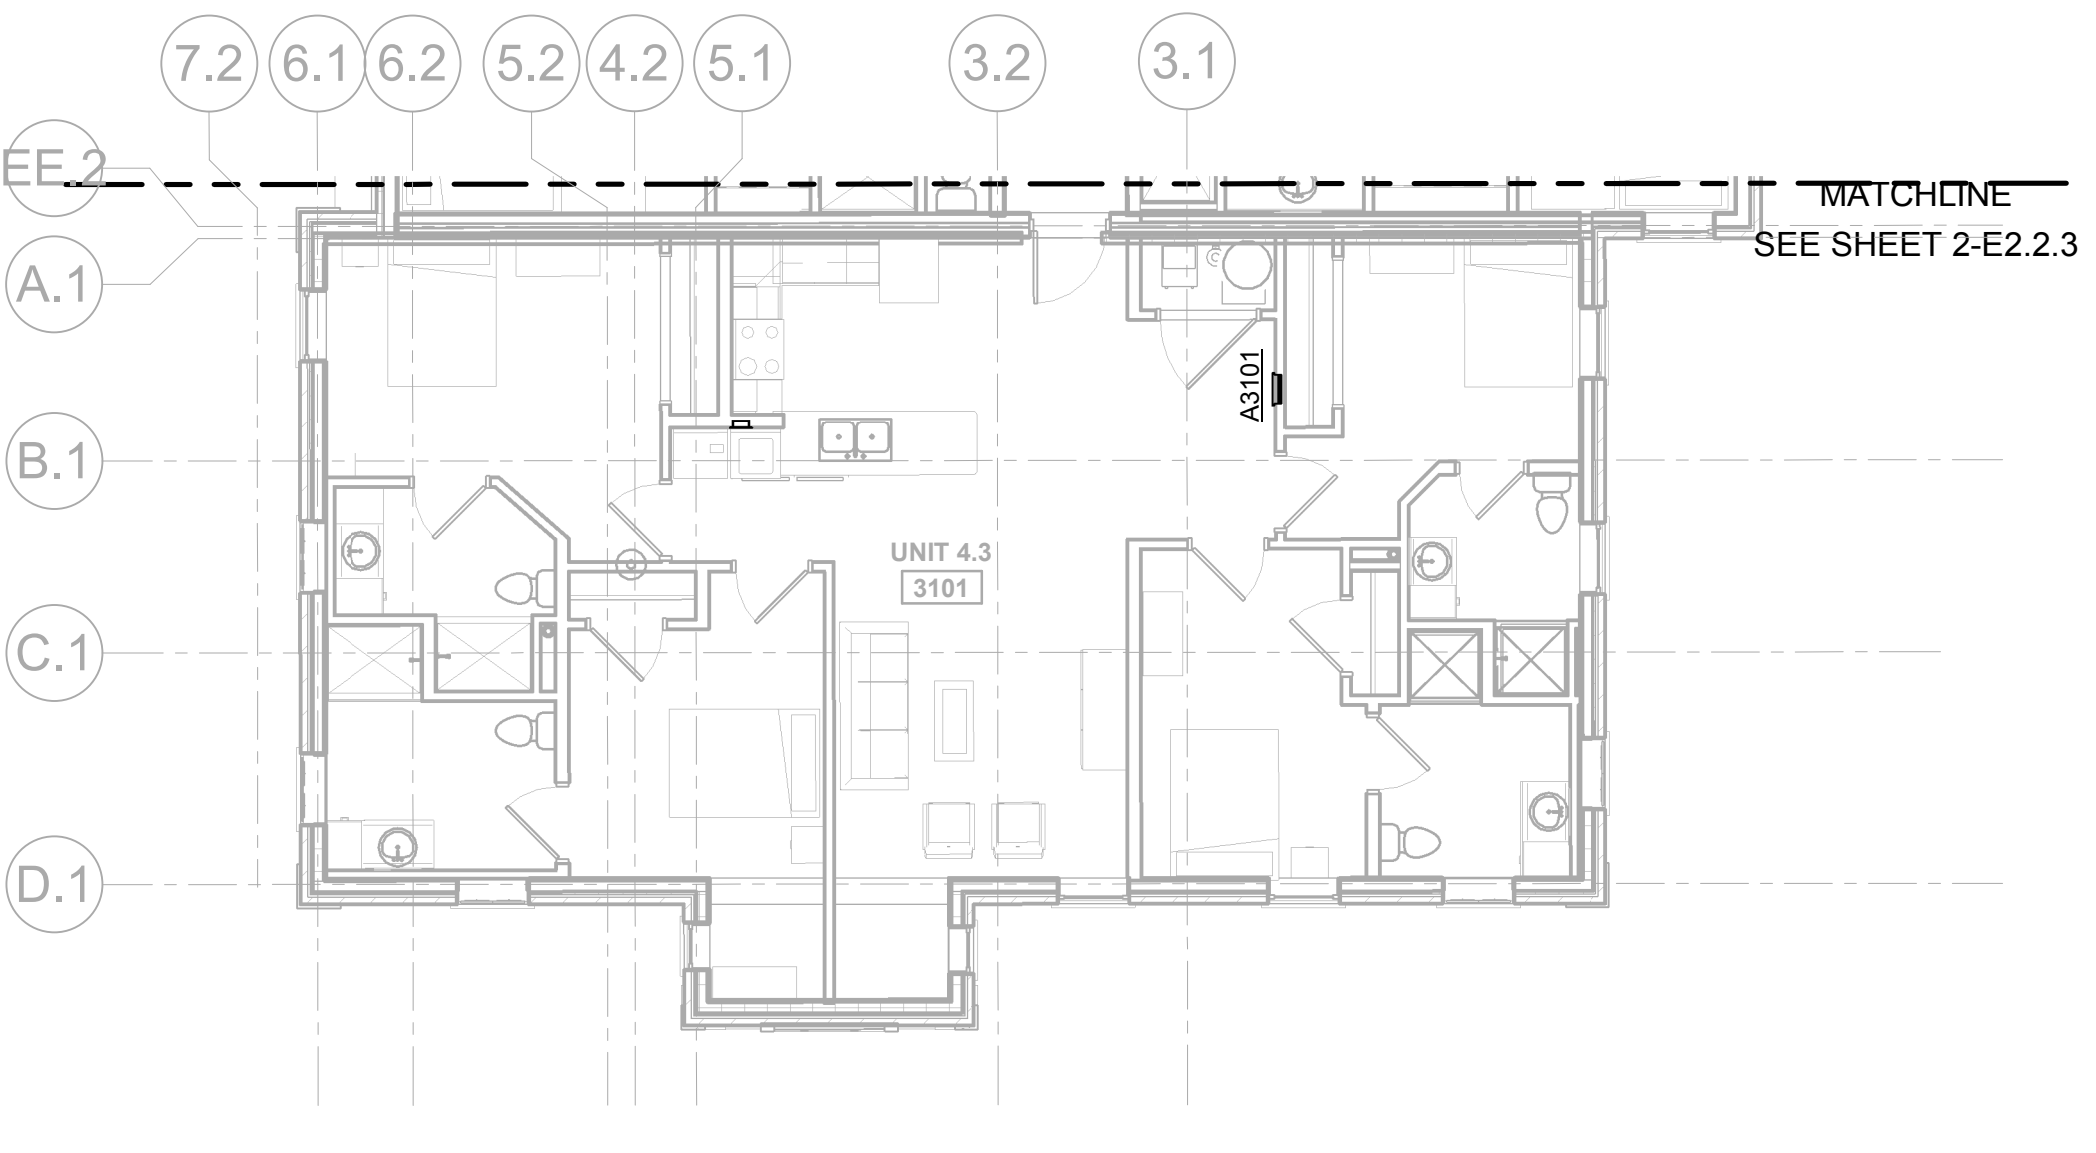 7.2
6.1
6.2
5.2
4.2
5.1
3.2
3.1
EE.2
MATCHLINE
SEE SHEET 2-E2.2.3
A.1
A3101
B.1
UNIT 4.3
3101
C.1
D.1